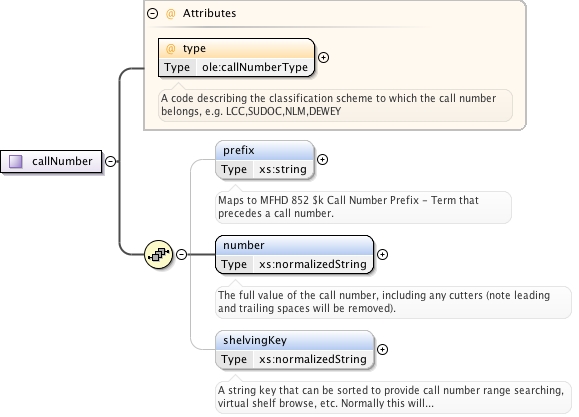 Attributes
type
Type ole:callNumberType
A code describing the classification scheme to which the call number
belongs, e.g. LCC,SUDOC,NLM,DEWEY
callNumber
prefix
Type xs:string
Maps to MFHD 852 $k Call Number Prefix - Term that
precedes a call number.
number
Type xs:normalizedString
The full value of the call number, including any cutters (note leading
and trailing spaces will be removed).
shelvingKey
Type xs:normalizedString
A string key that can be sorted to provide call number range searching,
virtual shelf browse, etc. Normally this will...